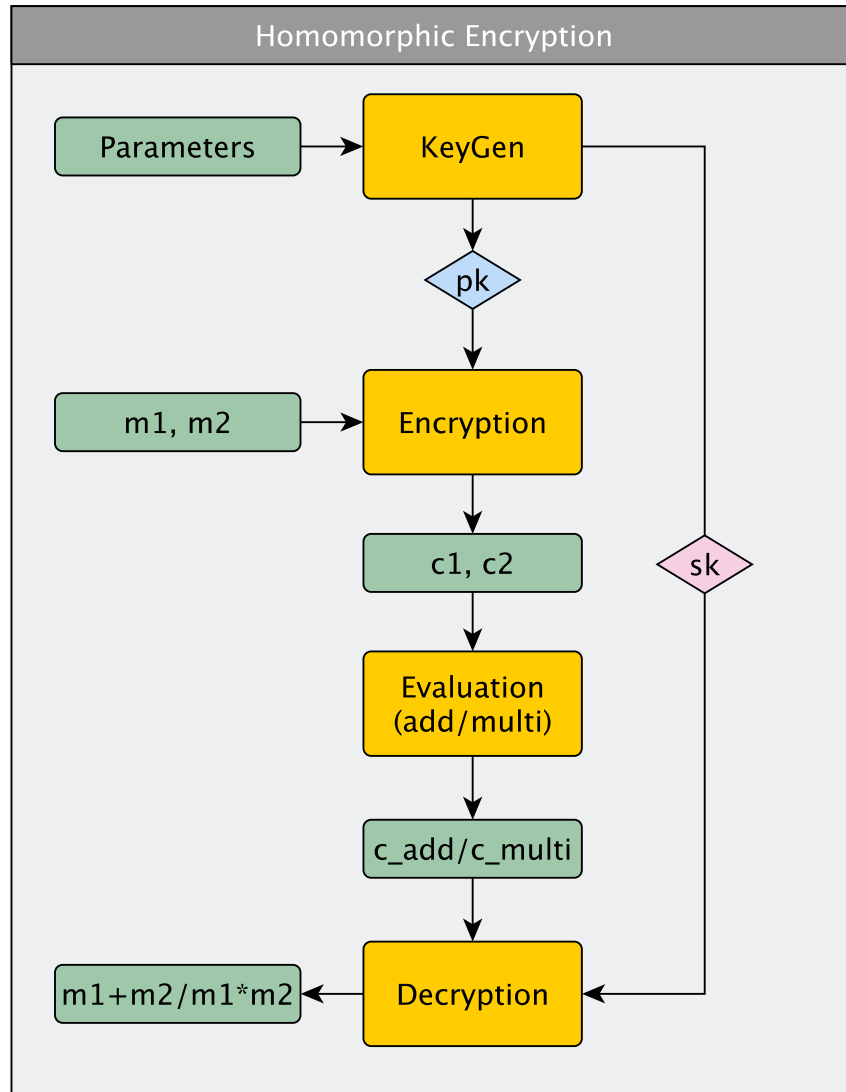 Homomorphic Encryption
Parameters
KeyGen
pk
m1, m2
Encryption
c1, c2
sk
Evaluation
(add/multi)
c_add/c_multi
m1+m2/m1*m2
Decryption